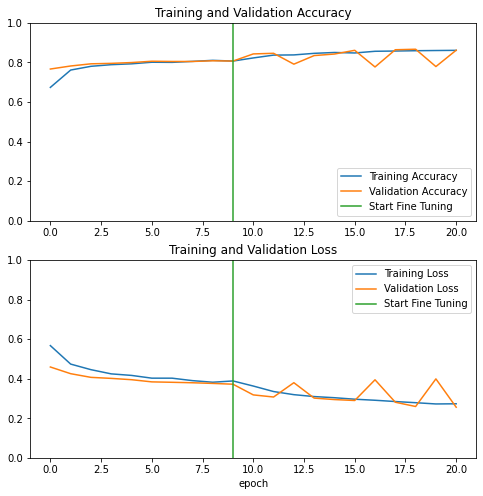 Training and Validation Accuracy
1.0
0.8
0.6
0.4
0.2
0.0
Training Accuracy
Validation Accuracy
Start Fine Tuning
0.0 2.5 5.0 7.5 10.0 12.5 15.0 17.5 20.0
Training and Validation Loss
1.0
0.8
0.6
0.4
0.2
0.0
Training Loss
Validation Loss
Start Fine Tuning
0.0 2.5 5.0 7.5 10.0 12.5 15.0 17.5 20.0
epoch